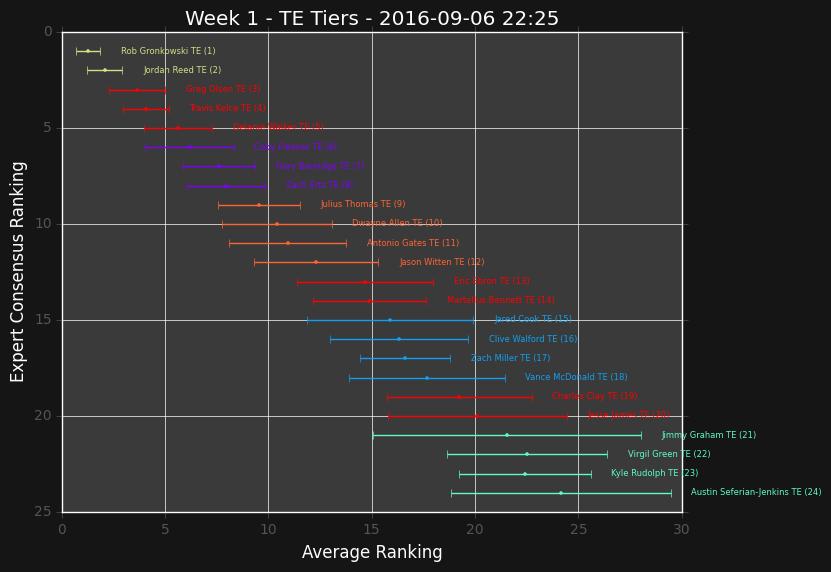 Week 1 - TE Tiers - 2016-09-06 22:25
Expert Consensus Ranking
0
5
10
15
20
25
Rob Gronkowski TE (1)
Jordan Reed TE (2)
Greg Olsen TE (3)
Travis Kelce TE (4)
Delanie Walker TE (5)
Coby Fleener TE (6)
Gary Barnidge TE (7)
Zach Ertz TE (8)
Julius Thomas TE (9)
Dwayne Allen TE (10)
Antonio Gates TE (11)
Jason Witten TE (12)
Eric Ebron TE (13)
Martellus Bennett TE (14)
Jared Cook TE (15)
Clive Walford TE (16)
Zach Miller TE (17)
Vance McDonald TE (18)
Charles Clay TE (19)
Jesse James TE (20)
Jimmy Graham TE (21)
Virgil Green TE (22)
Kyle Rudolph TE (23)
Austin Seferian-Jenkins TE (24)
0 5 10 15 20 25 30
Average Ranking